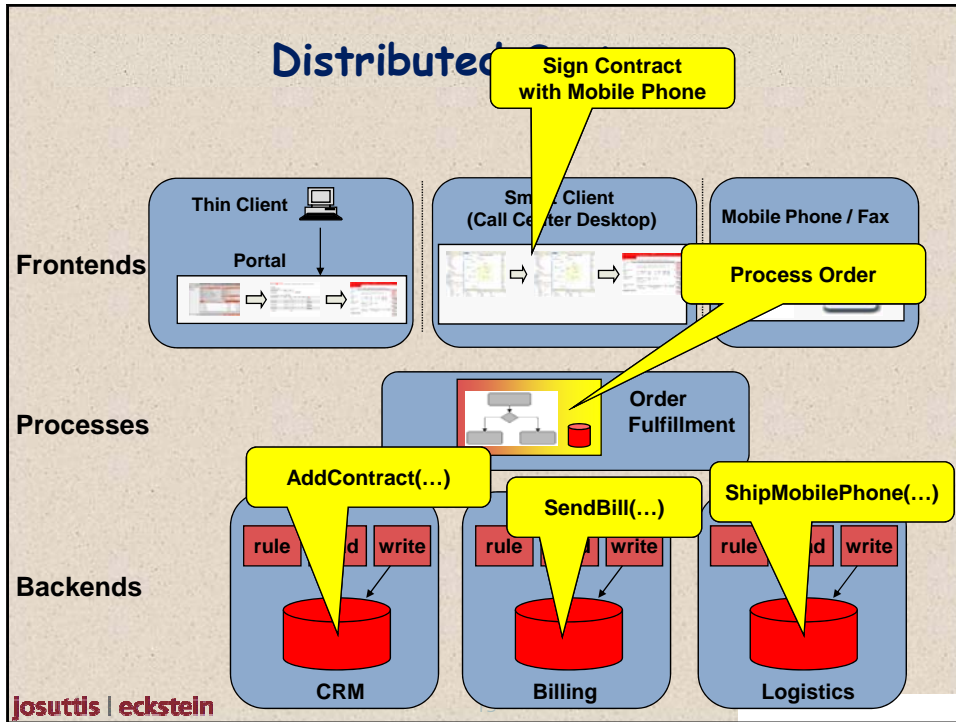 Distributed
Sign Contract
with Mobile Phone
Thin Client
Client
(Call Center Desktop)
Mobile Phone / Fax
Frontends
Portal
Process Order
Processes
Order
Fulfillment
AddContract(…)
SendBill(…)
ShipMobilePhone(…)
rule write rule write rule write
Backends
CRM Billing Logistics
josuttis | eckstein